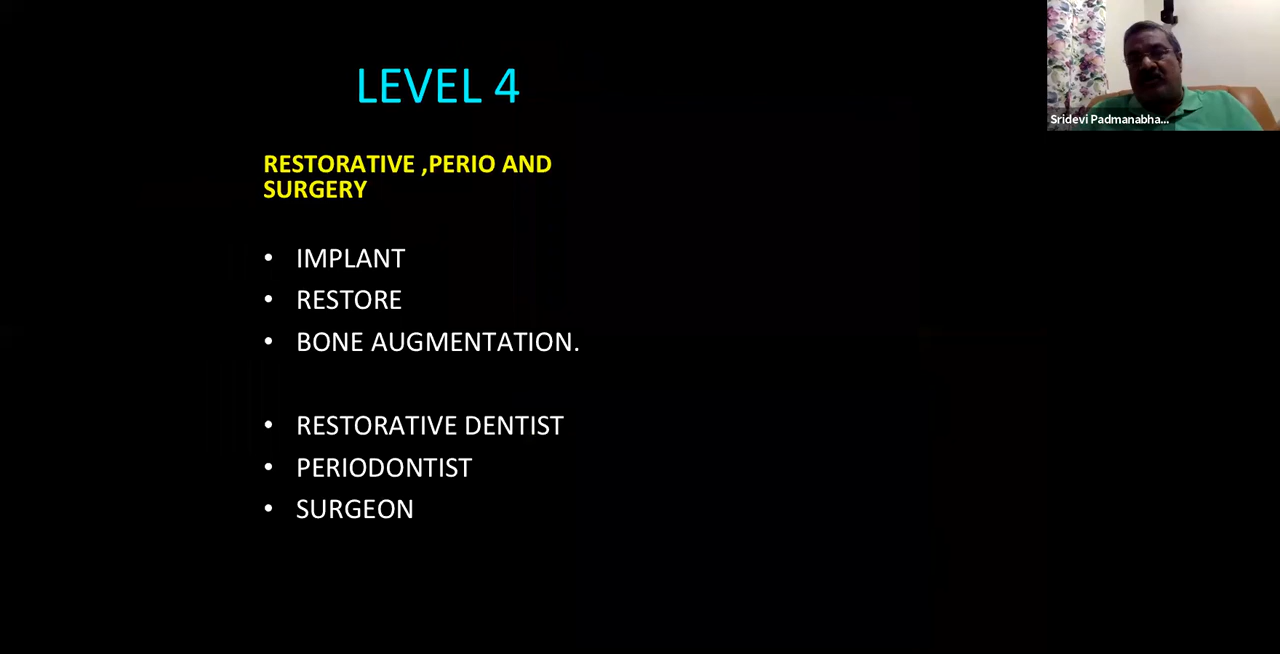 LEVEL 4
Sridevi Padmanabha...
RESTORATIVE ,PERIO AND
SURGERY
• IMPLANT
• RESTORE
• BONE AUGMENTATION.
• RESTORATIVE DENTIST
• PERIODONTIST
• SURGEON